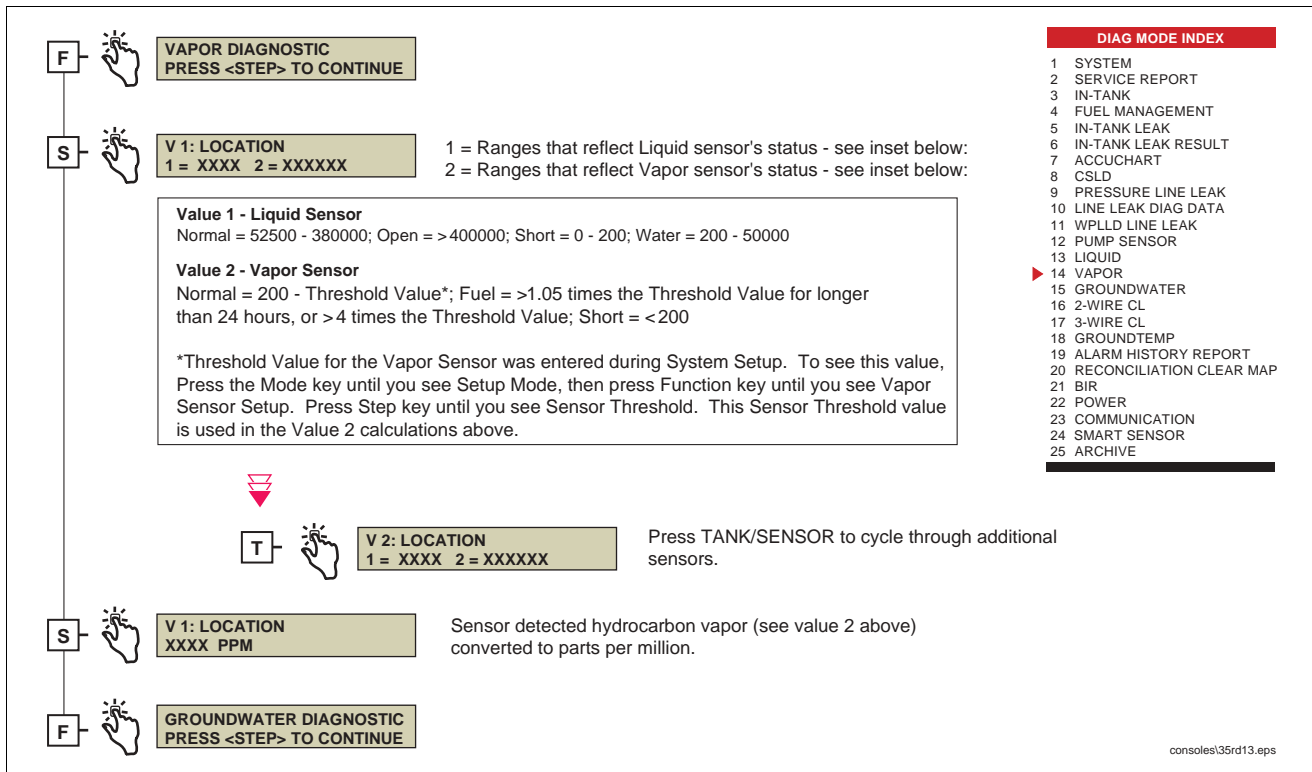 F
VAPOR DIAGNOSTIC
PRESS <STEP> TO CONTINUE
S
V 1: LOCATION
1 = XXXX 2 = XXXXXX
1 = Ranges that reflect Liquid sensor's status - see inset below:
2 = Ranges that reflect Vapor sensor's status - see inset below:
Value 1 - Liquid Sensor
Normal = 52500 - 380000; Open = >400000; Short = 0 - 200; Water = 200 - 50000
Value 2 - Vapor Sensor
Normal = 200 - Threshold Value*; Fuel = >1.05 times the Threshold Value for longer
than 24 hours, or >4 times the Threshold Value; Short = <200
*Threshold Value for the Vapor Sensor was entered during System Setup. To see this value,
Press the Mode key until you see Setup Mode, then press Function key until you see Vapor
Sensor Setup. Press Step key until you see Sensor Threshold. This Sensor Threshold value
is used in the Value 2 calculations above.
T
V 2: LOCATION
1 = XXXX 2 = XXXXXX
Press TANK/SENSOR to cycle through additional
sensors.
S
V 1: LOCATION
XXXX PPM
Sensor detected hydrocarbon vapor (see value 2 above)
converted to parts per million.
F
GROUNDWATER DIAGNOSTIC
PRESS <STEP> TO CONTINUE
DIAG MODE INDEX
1 SYSTEM
2 SERVICE REPORT
3 IN-TANK
4 FUEL MANAGEMENT
5 IN-TANK LEAK
6 IN-TANK LEAK RESULT
7 ACCUCHART
8 CSLD
9 PRESSURE LINE LEAK
10 LINE LEAK DIAG DATA
11 WPLLD LINE LEAK
12 PUMP SENSOR
13 LIQUID
14 VAPOR
15 GROUNDWATER
16 2-WIRE CL
17 3-WIRE CL
18 GROUNDTEMP
19 ALARM HISTORY REPORT
20 RECONCILIATION CLEAR MAP
21 BIR
22 POWER
23 COMMUNICATION
24 SMART SENSOR
25 ARCHIVE
consoles\35rd13.eps